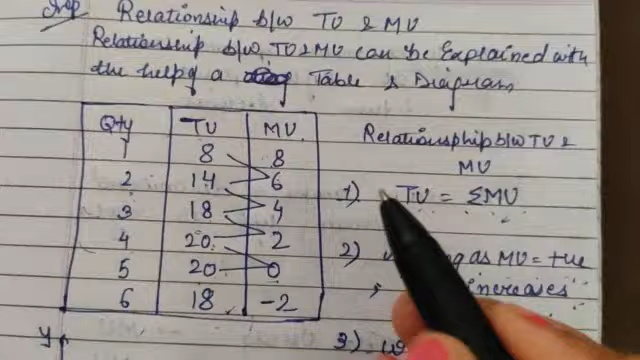 Imp Relationship b/w TU & MU
Relationship b/w TU & MU can be Explained with
the help of a Table & Diagram
Qty TU MU
1 8 8
2 14 6
3 18 4
4 20 2
5 20 0
6 18 -2
Relationship b/w TU &
MU
1) TU = ΣMU
2) as MU = +ve
increases
3)
y